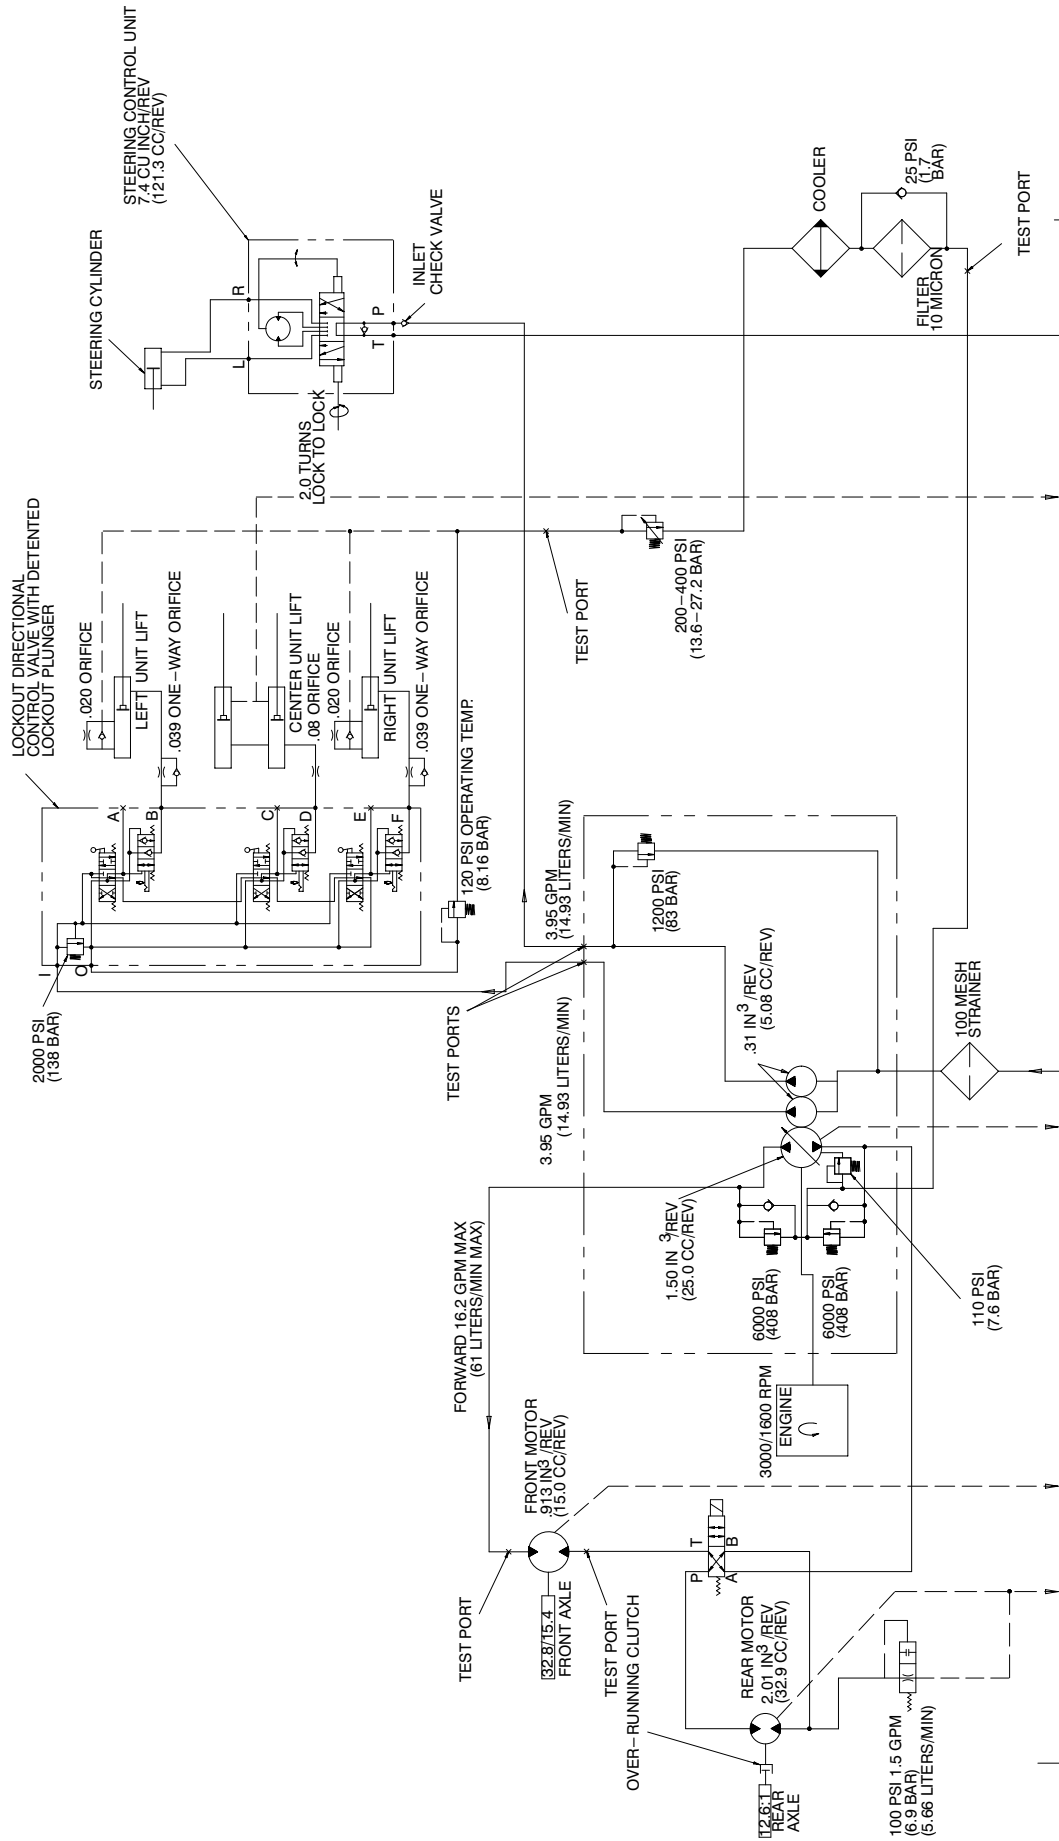 STEERING CONTROL UNIT
7.4 CU INCH/REV
(121.3 CC/REV)
STEERING CYLINDER
L
R
T
P
INLET
CHECK VALVE
2.0 TURNS
LOCK TO LOCK
COOLER
25 PSI
(1.7
BAR)
FILTER
10 MICRON
TEST PORT
LOCKOUT DIRECTIONAL
CONTROL VALVE WITH DETENTED
LOCKOUT PLUNGER
.020 ORIFICE
LEFT UNIT LIFT
.039 ONE-WAY ORIFICE
CENTER UNIT LIFT
.08 ORIFICE
.020 ORIFICE
RIGHT UNIT LIFT
.039 ONE-WAY ORIFICE
A
B
C
D
E
F
I
O
2000 PSI
(138 BAR)
120 PSI OPERATING TEMP.
(8.16 BAR)
TEST PORT
200-400 PSI
(13.6-27.2 BAR)
TEST PORTS
3.95 GPM
(14.93 LITERS/MIN)
3.95 GPM
(14.93 LITERS/MIN)
1200 PSI
(83 BAR)
.31 IN3/REV
(5.08 CC/REV)
100 MESH
STRAINER
1.50 IN3/REV
(25.0 CC/REV)
6000 PSI
(408 BAR)
6000 PSI
(408 BAR)
110 PSI
(7.6 BAR)
FORWARD 16.2 GPM MAX
(61 LITERS/MIN MAX)
3000/1600 RPM
ENGINE
FRONT MOTOR
.913 IN3/REV
(15.0 CC/REV)
TEST PORT
32.8/15.4
FRONT AXLE
TEST PORT
P
T
A
B
OVER-RUNNING CLUTCH
REAR MOTOR
2.01 IN3/REV
(32.9 CC/REV)
12.6:1
REAR
AXLE
100 PSI 1.5 GPM
(6.9 BAR)
(5.66 LITERS/MIN)